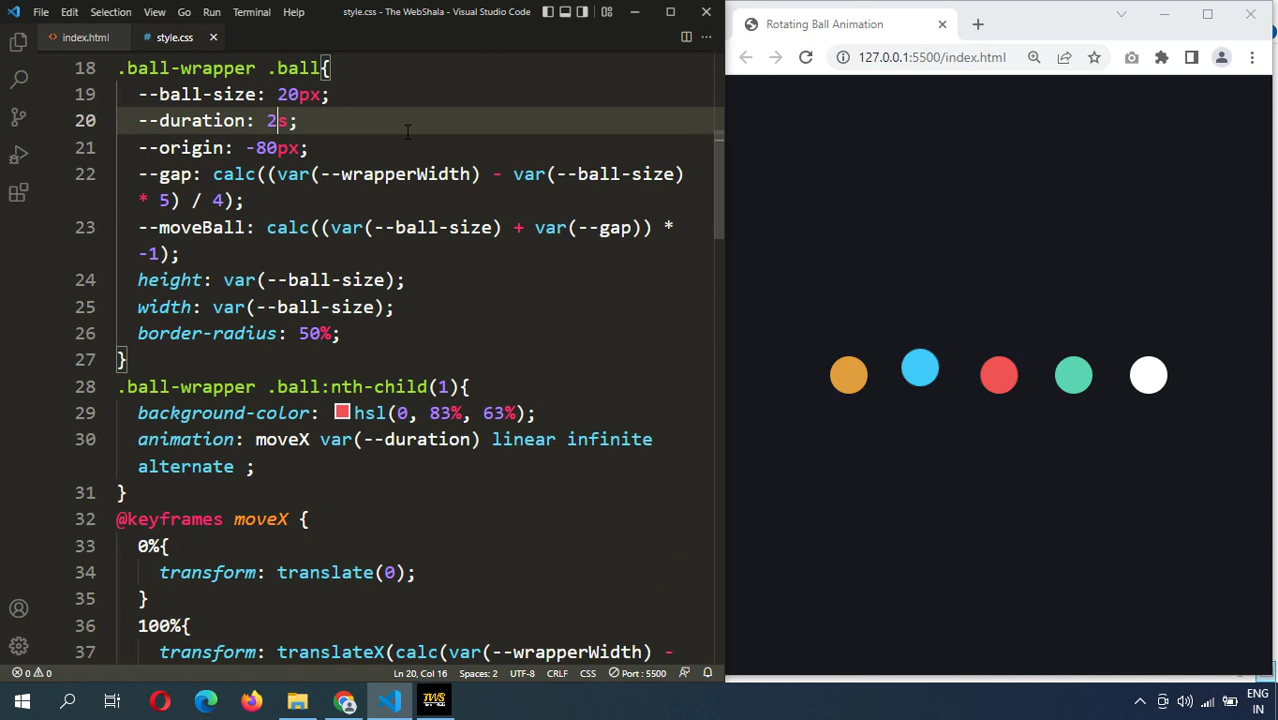 File Edit Selection View Go Run Terminal Help style.css - The WebShala - Visual Studio Code
index.html style.css
18 .ball-wrapper .ball{
19 --ball-size: 20px;
20 --duration: 2s;
21 --origin: -80px;
22 --gap: calc((var(--wrapperWidth) - var(--ball-size)
* 5) / 4);
23 --moveBall: calc((var(--ball-size) + var(--gap)) *
-1);
24 height: var(--ball-size);
25 width: var(--ball-size);
26 border-radius: 50%;
27 }
28 .ball-wrapper .ball:nth-child(1){
29 background-color: hsl(0, 83%, 63%);
30 animation: moveX var(--duration) linear infinite
alternate ;
31 }
32 @keyframes moveX {
33 0%{
34 transform: translate(0);
35 }
36 100%{
37 transform: translateX(calc(var(--wrapperWidth) -
0 0 Ln 20, Col 16 Spaces: 2 UTF-8 CRLF CSS Port : 5500
Rotating Ball Animation
127.0.0.1:5500/index.html
TWS
ENG
IN